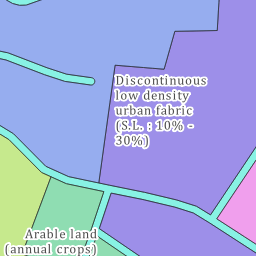 Discontinuous
low density
urban fabric
(S.L. : 10% -
30%)
Arable land
(annual crops)